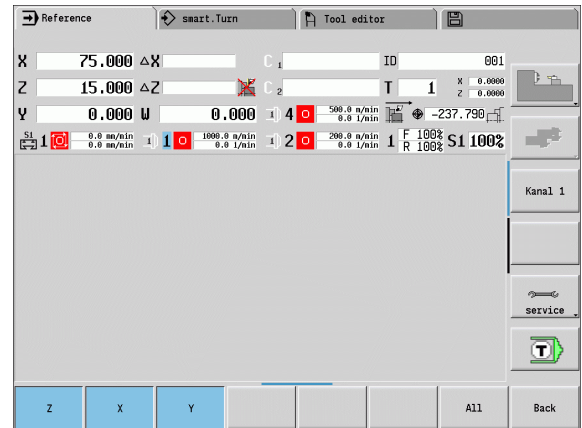 Reference smart.Turn Tool editor
X 75.000 ΔX C 1 ID 001
Z 15.000 ΔZ C 2 T 1 X 0.0000 Z 0.0000
Y 0.000 W 0.000 4 500.0 m/min 0.0 1/min -237.790
S1 1 0.0 mm/min 0.0 mm/min 1 1000.0 m/min 0.0 1/min 2 200.0 m/min 0.0 1/min 1 F 100% R 100% S1 100%
Kanal 1
service
T
Z X Y All Back